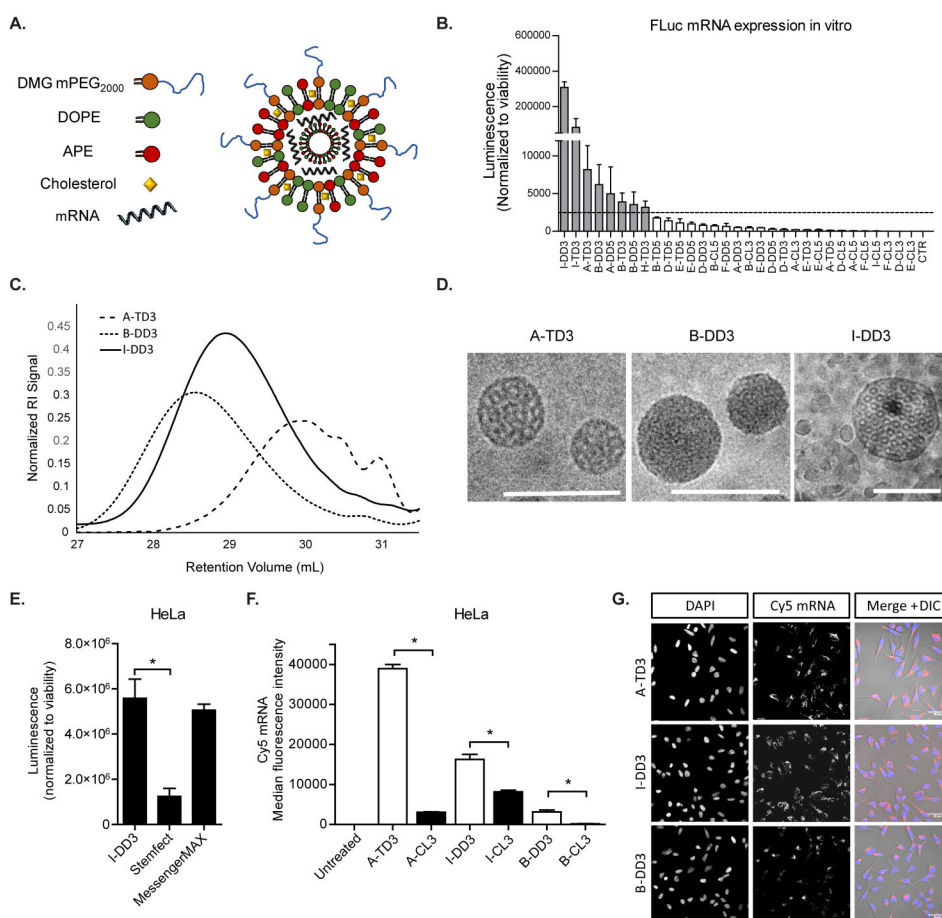 A.
DMG mPEG2000
DOPE
APE
Cholesterol
mRNA
B.
FLuc mRNA expression in vitro
Luminescence
(Normalized to viability)
600000
400000
200000
10000
5000
0
I-DD3
I-TD3
A-TD3
B-DD3
A-DD5
B-TD3
B-DD5
H-TD3
B-TD5
D-TD5
E-TD5
E-DD5
D-DD3
B-CL5
F-DD5
A-DD3
B-CL3
E-DD3
D-DD5
D-TD3
A-CL3
E-TD3
E-CL5
A-TD5
D-CL5
A-CL5
F-CL5
I-CL5
F-CL3
D-CL3
E-CL3
CTR
C.
A-TD3
B-DD3
I-DD3
Normalized RI Signal
0.45
0.4
0.35
0.3
0.25
0.2
0.15
0.1
0.05
0
27 28 29 30 31
Retention Volume (mL)
D.
A-TD3 B-DD3 I-DD3
E.
HeLa
Luminescence
(normalized to viability)
8.0×10⁶
6.0×10⁶
4.0×10⁶
2.0×10⁶
0
*
I-DD3
Stemfect
MessengerMAX
F.
HeLa
Cy5 mRNA
Median fluorescence intensity
40000
30000
20000
10000
0
*
*
*
Untreated
A-TD3
A-CL3
I-DD3
I-CL3
B-DD3
B-CL3
G.
DAPI Cy5 mRNA Merge +DIC
A-TD3
I-DD3
B-DD3